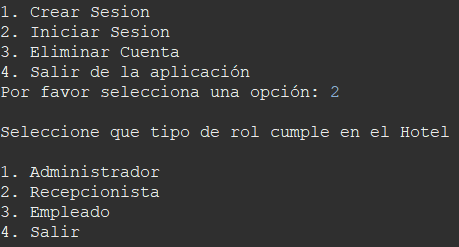 1. Crear Sesion
2. Iniciar Sesion
3. Eliminar Cuenta
4. Salir de la aplicación
Por favor selecciona una opción: 2
Seleccione que tipo de rol cumple en el Hotel
1. Administrador
2. Recepcionista
3. Empleado
4. Salir